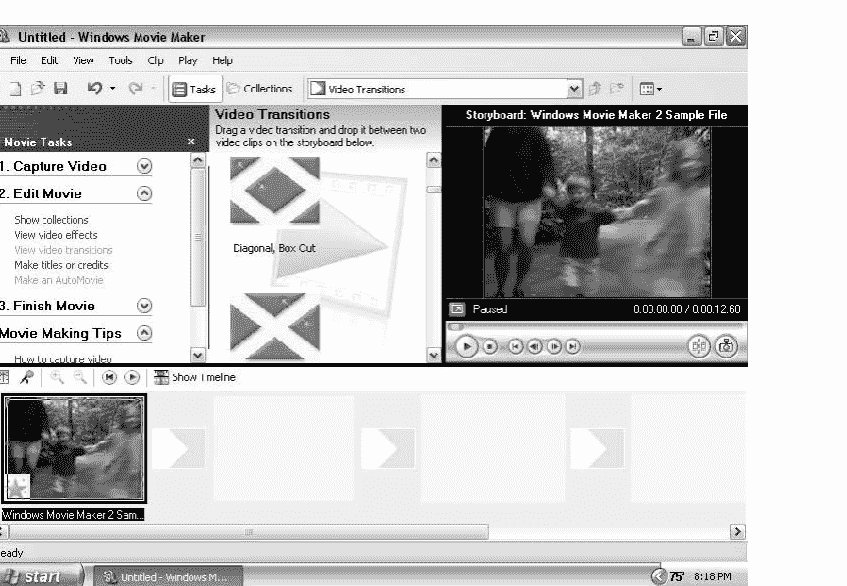 Untitled - Windows Movie Maker
File Edit View Tools Clip Play Help
Tasks Collections Video Transitions
Movie Tasks
1. Capture Video
2. Edit Movie
Show collections
View video effects
View video transitions
Make titles or credits
Make an AutoMovie
3. Finish Movie
Movie Making Tips
How to capture video
Video Transitions
Drag a video transition and drop it between two
video clips on the storyboard below.
Diagonal, Box Cut
Storyboard: Windows Movie Maker 2 Sample File
Paused 0:00:00.00 / 0:00:12.60
Show Timeline
Windows Movie Maker 2 Sam...
eady
start Untitled - Windows M... 75° 8:18 PM